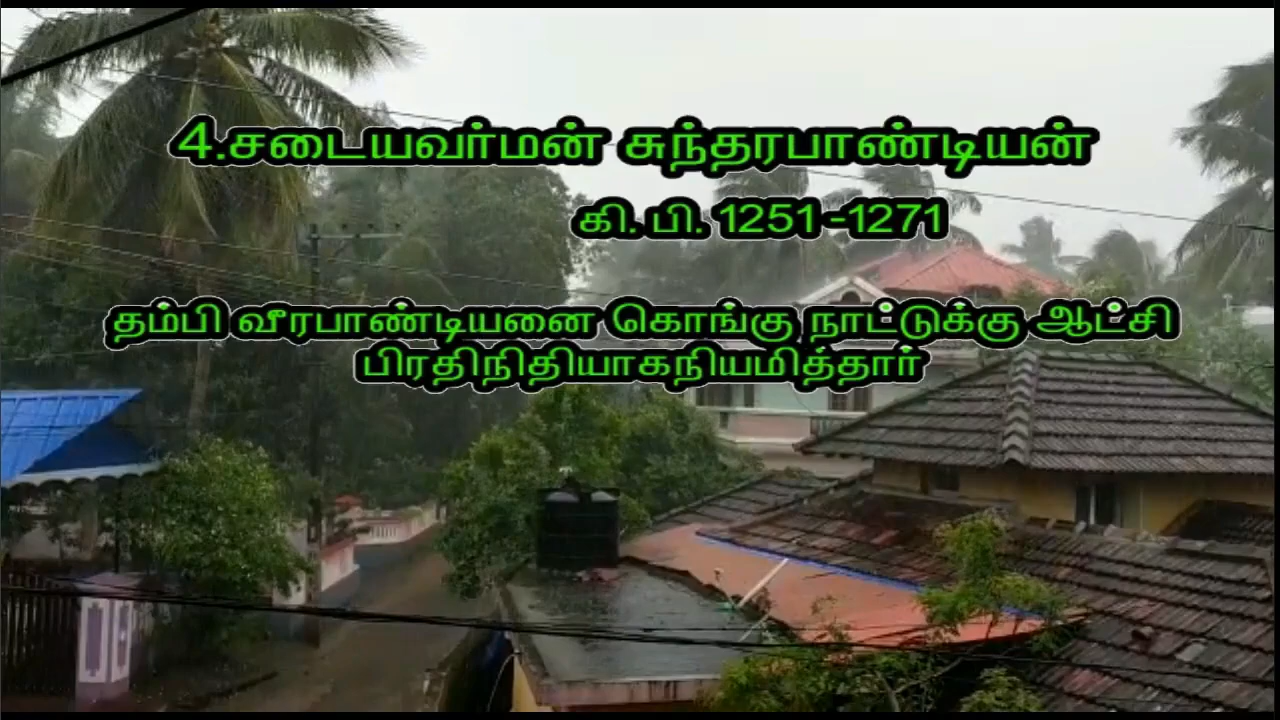 4.சடையவர்மன் சுந்தரபாண்டியன்
கி. பி. 1251 -1271
தம்பி வீரபாண்டியனை கொங்கு நாட்டுக்கு ஆட்சி
பிரதிநிதியாகநியமித்தார்